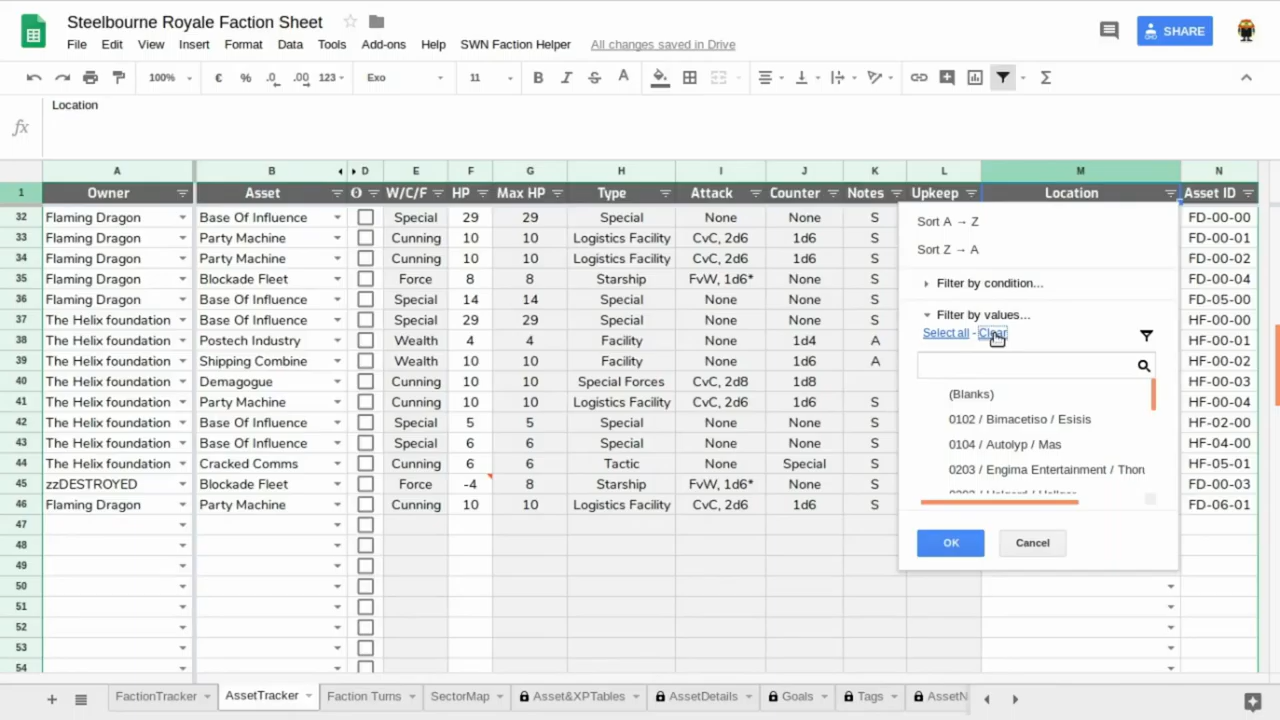 Steelbourne Royale Faction Sheet
File Edit View Insert Format Data Tools Add-ons Help SWN Faction Helper All changes saved in Drive
SHARE
100% € % .0 .00 123 Exo 11 B I S A Σ
fx Location
A B D E F G H I J K L M N
1 Owner Asset W/C/F HP Max HP Type Attack Counter Notes Upkeep Location Asset ID
32 Flaming Dragon Base Of Influence Special 29 29 Special None None S FD-00-00
33 Flaming Dragon Party Machine Cunning 10 10 Logistics Facility CvC, 2d6 1d6 S FD-00-01
34 Flaming Dragon Party Machine Cunning 10 10 Logistics Facility CvC, 2d6 1d6 S FD-00-02
35 Flaming Dragon Blockade Fleet Force 8 8 Starship FvW, 1d6* None S FD-00-04
36 Flaming Dragon Base Of Influence Special 14 14 Special None None S FD-05-00
37 The Helix foundation Base Of Influence Special 29 29 Special None None S HF-00-00
38 The Helix foundation Postech Industry Wealth 4 4 Facility None 1d4 A HF-00-01
39 The Helix foundation Shipping Combine Wealth 10 10 Facility None 1d6 A HF-00-02
40 The Helix foundation Demagogue Cunning 10 10 Special Forces CvC, 2d8 1d8 HF-00-03
41 The Helix foundation Party Machine Cunning 10 10 Logistics Facility CvC, 2d6 1d6 S HF-00-04
42 The Helix foundation Base Of Influence Special 5 5 Special None None S HF-02-00
43 The Helix foundation Base Of Influence Special 6 6 Special None None S HF-04-00
44 The Helix foundation Cracked Comms Cunning 6 6 Tactic None Special S HF-05-01
45 zzDESTROYED Blockade Fleet Force -4 8 Starship FvW, 1d6* None S FD-00-03
46 Flaming Dragon Party Machine Cunning 10 10 Logistics Facility CvC, 2d6 1d6 S FD-06-01
47
48
49
50
51
52
53
54
Sort A → Z
Sort Z → A
Filter by condition...
Filter by values...
Select all - Clear
(Blanks)
0102 / Bimacetiso / Esisis
0104 / Autolyp / Mas
0203 / Engima Entertainment / Thon
OK Cancel
FactionTracker AssetTracker Faction Turns SectorMap Asset&XPTables AssetDetails Goals Tags AssetN